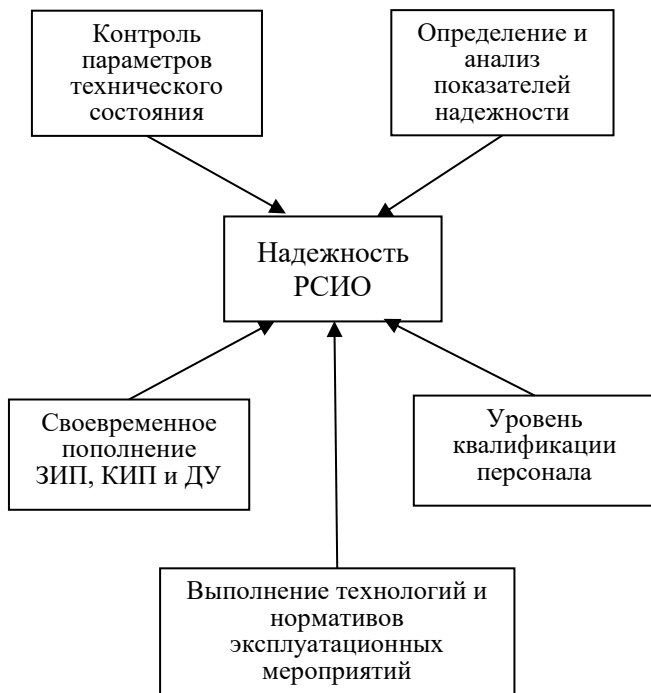 Контроль
параметров
технического
состояния
Определение и
анализ
показателей
надежности
Надежность
РСИО
Своевременное
пополнение
ЗИП, КИП и ДУ
Уровень
квалификации
персонала
Выполнение технологий и
нормативов
эксплуатационных
мероприятий